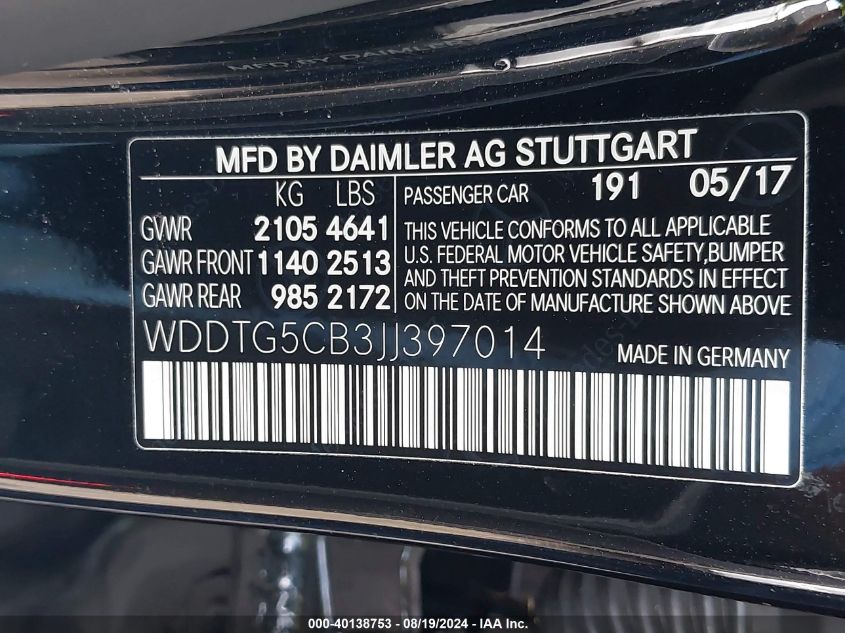 MFD BY DAIMLER AG STUTTGART
KG LBS
GVWR 2105 4641
GAWR FRONT 1140 2513
GAWR REAR 985 2172
PASSENGER CAR 191 05/17
THIS VEHICLE CONFORMS TO ALL APPLICABLE
U.S. FEDERAL MOTOR VEHICLE SAFETY,BUMPER
AND THEFT PREVENTION STANDARDS IN EFFECT
ON THE DATE OF MANUFACTURE SHOWN ABOVE
WDDTG5CB3JJ397014
MADE IN GERMANY
000-40138753 - 08/19/2024 - IAA Inc.